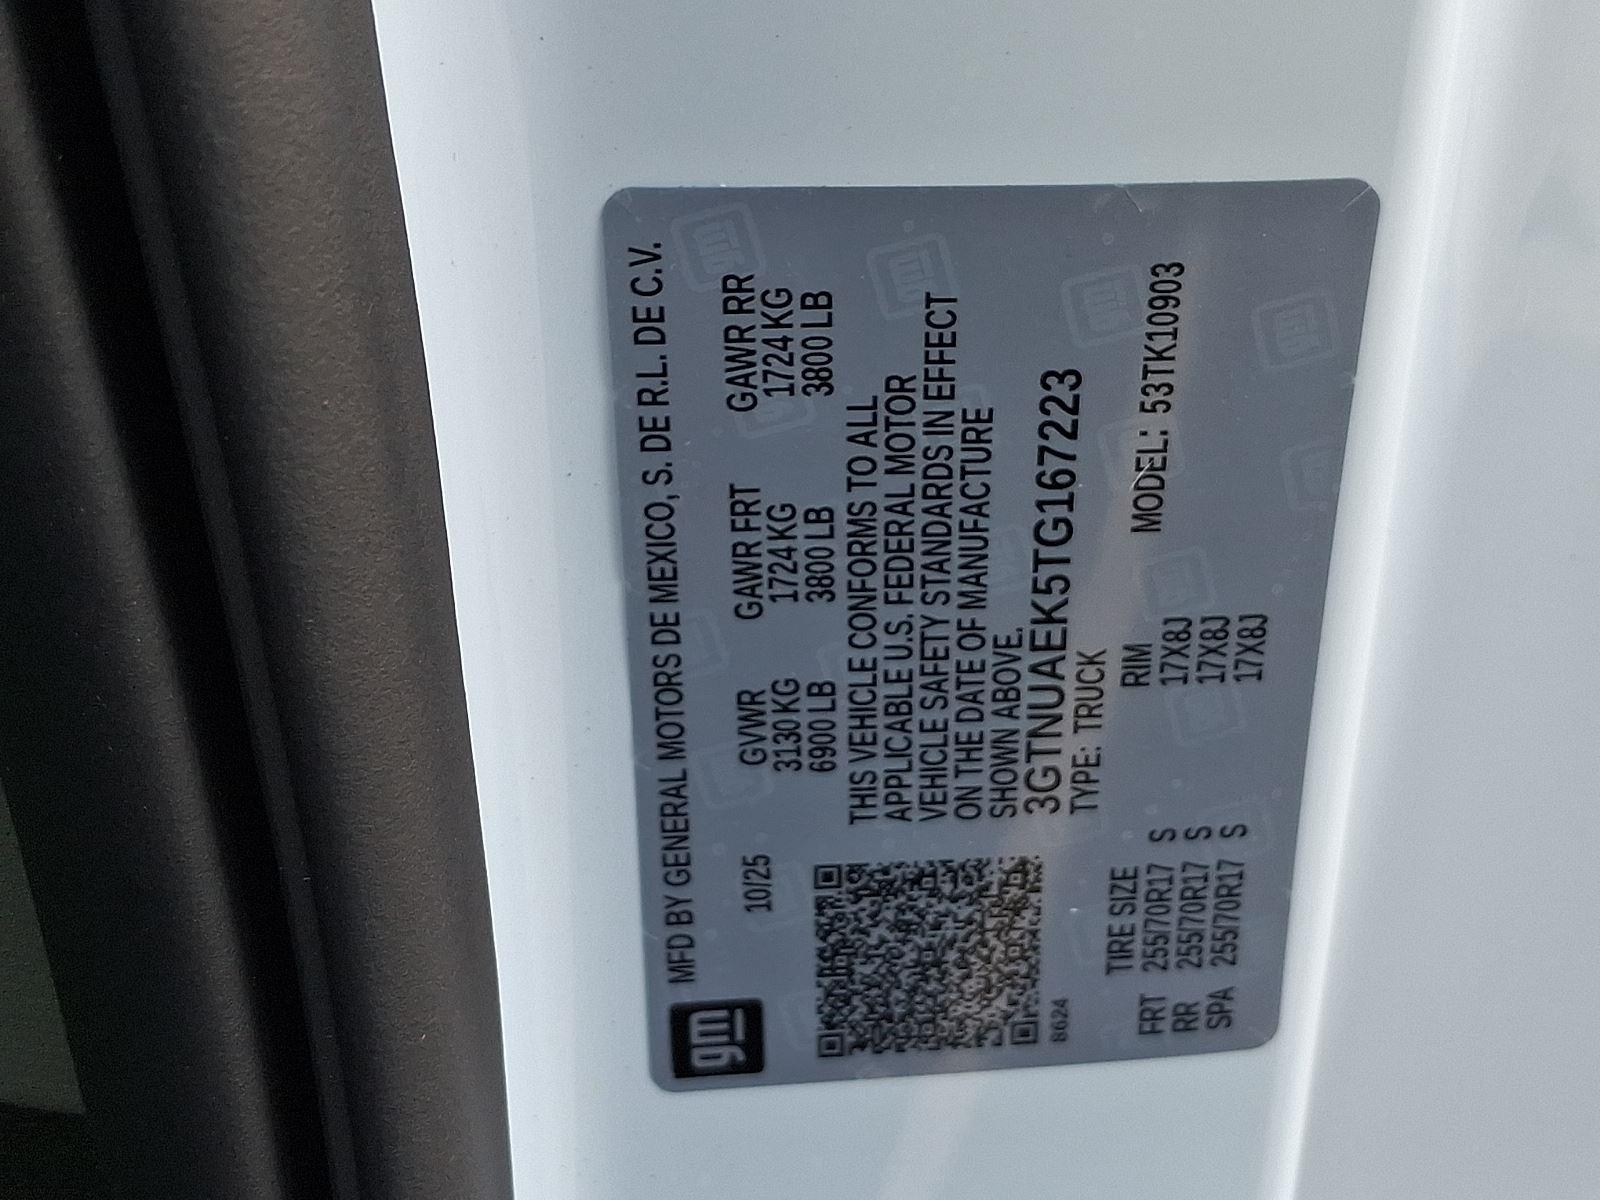 gm MFD BY GENERAL MOTORS DE MEXICO, S. DE R.L. DE C.V.
10/25
GVWR GAWR FRT GAWR RR
3130 KG 1724 KG 1724 KG
6900 LB 3800 LB 3800 LB
THIS VEHICLE CONFORMS TO ALL
APPLICABLE U.S. FEDERAL MOTOR
VEHICLE SAFETY STANDARDS IN EFFECT
ON THE DATE OF MANUFACTURE
SHOWN ABOVE.
3GTNUAEK5TG167223
8624 TYPE: TRUCK
TIRE SIZE RIM MODEL: 53TK10903
FRT 255/70R17 S 17X8J
RR 255/70R17 S 17X8J
SPA 255/70R17 S 17X8J